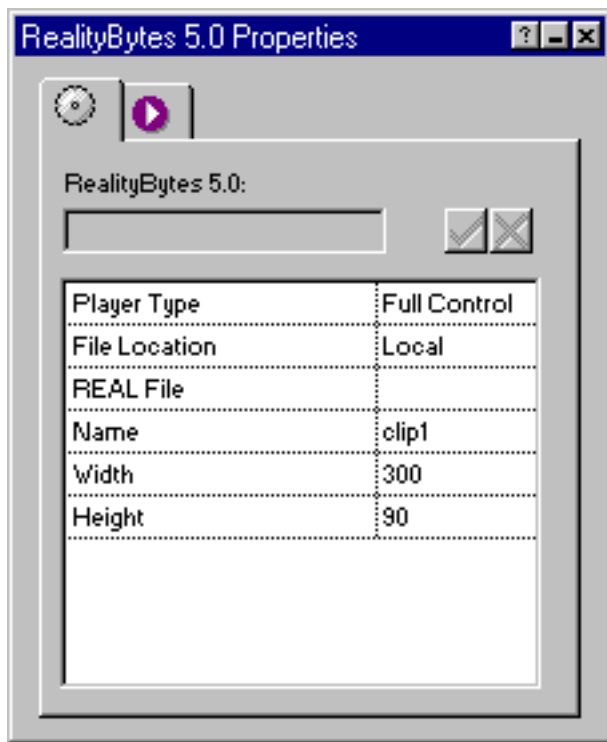 RealityBytes 5.0 Properties
RealityBytes 5.0:
Player Type Full Control
File Location Local
REAL File
Name clip1
Width 300
Height 90